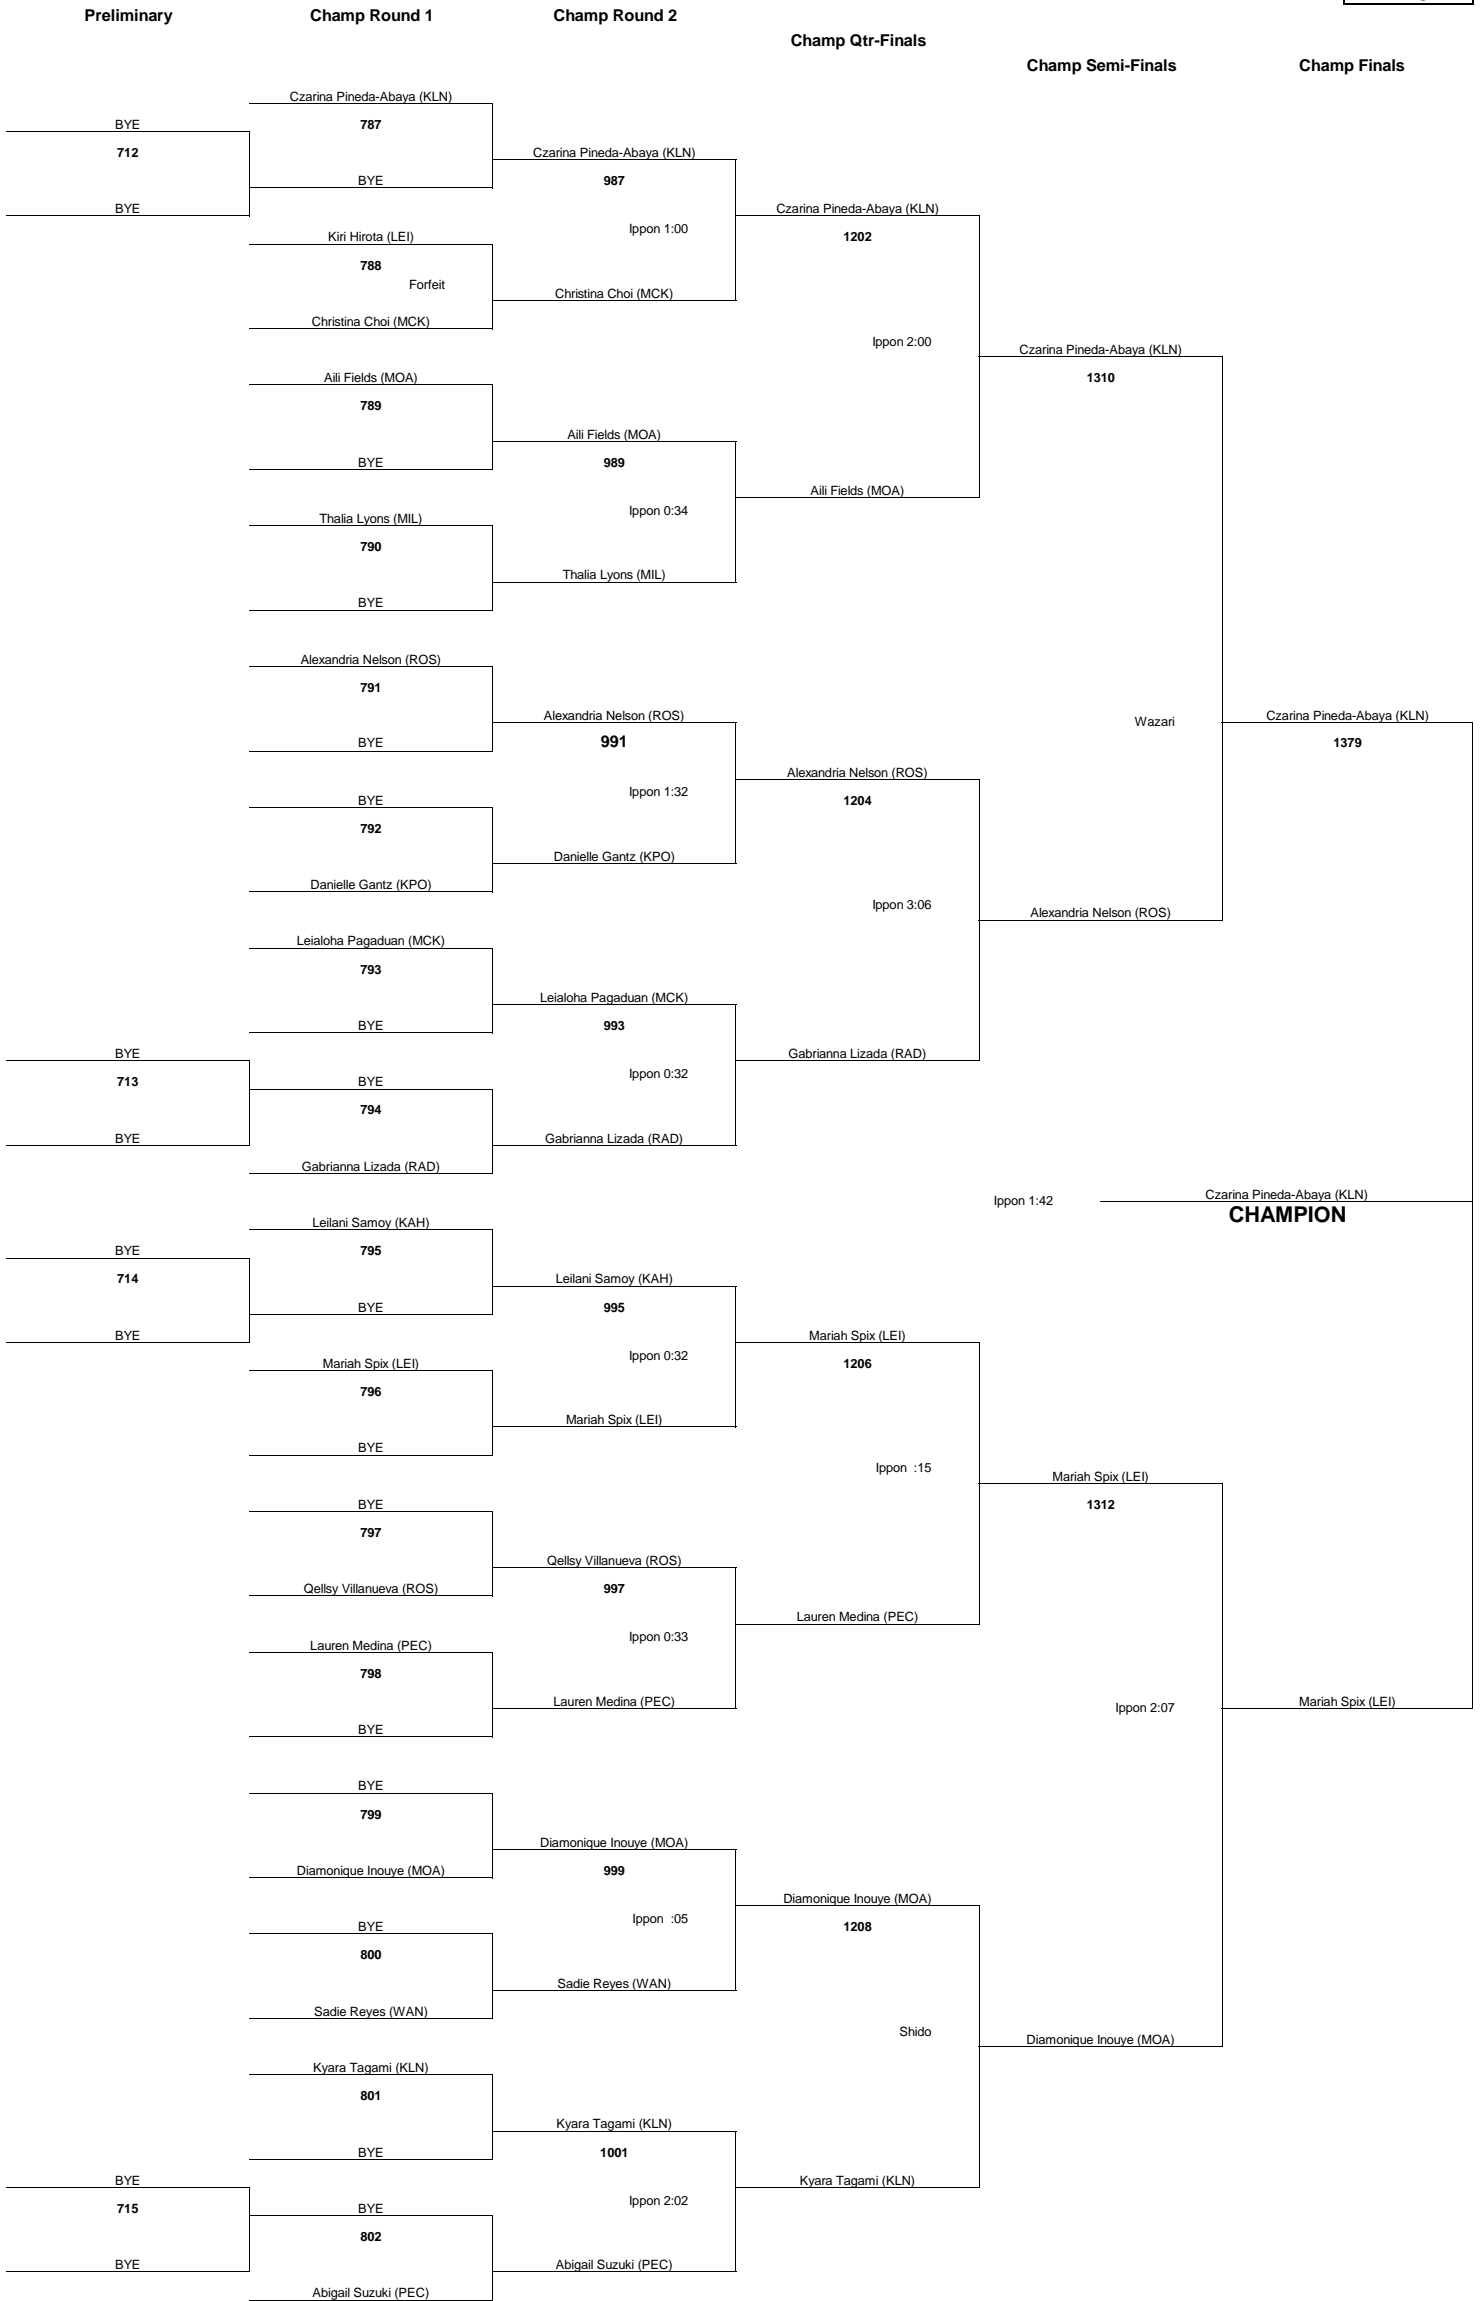 Preliminary
Champ Round 1
Champ Round 2
Champ Qtr-Finals
Champ Semi-Finals
Champ Finals
Czarina Pineda-Abaya (KLN)
BYE
787
712
Czarina Pineda-Abaya (KLN)
BYE
987
BYE
Czarina Pineda-Abaya (KLN)
Ippon 1:00
Kiri Hirota (LEI)
1202
788
Forfeit
Christina Choi (MCK)
Christina Choi (MCK)
Ippon 2:00
Czarina Pineda-Abaya (KLN)
Aili Fields (MOA)
1310
789
Aili Fields (MOA)
BYE
989
Aili Fields (MOA)
Ippon 0:34
Thalia Lyons (MIL)
790
Thalia Lyons (MIL)
BYE
Alexandria Nelson (ROS)
791
Alexandria Nelson (ROS)
Wazari
Czarina Pineda-Abaya (KLN)
BYE
991
1379
Alexandria Nelson (ROS)
Ippon 1:32
BYE
1204
792
Danielle Gantz (KPO)
Danielle Gantz (KPO)
Ippon 3:06
Alexandria Nelson (ROS)
Leialoha Pagaduan (MCK)
793
Leialoha Pagaduan (MCK)
BYE
993
BYE
Gabrianna Lizada (RAD)
Ippon 0:32
713
BYE
794
BYE
Gabrianna Lizada (RAD)
Gabrianna Lizada (RAD)
Ippon 1:42
Czarina Pineda-Abaya (KLN)
CHAMPION
Leilani Samoy (KAH)
BYE
795
714
Leilani Samoy (KAH)
BYE
995
BYE
Mariah Spix (LEI)
Ippon 0:32
Mariah Spix (LEI)
1206
796
Mariah Spix (LEI)
BYE
Ippon :15
Mariah Spix (LEI)
BYE
1312
797
Qellsy Villanueva (ROS)
Qellsy Villanueva (ROS)
997
Lauren Medina (PEC)
Ippon 0:33
Lauren Medina (PEC)
798
Lauren Medina (PEC)
Ippon 2:07
Mariah Spix (LEI)
BYE
BYE
799
Diamonique Inouye (MOA)
Diamonique Inouye (MOA)
999
Diamonique Inouye (MOA)
Ippon :05
BYE
1208
800
Sadie Reyes (WAN)
Sadie Reyes (WAN)
Shido
Diamonique Inouye (MOA)
Kyara Tagami (KLN)
801
Kyara Tagami (KLN)
BYE
1001
BYE
Kyara Tagami (KLN)
Ippon 2:02
715
BYE
802
BYE
Abigail Suzuki (PEC)
Abigail Suzuki (PEC)